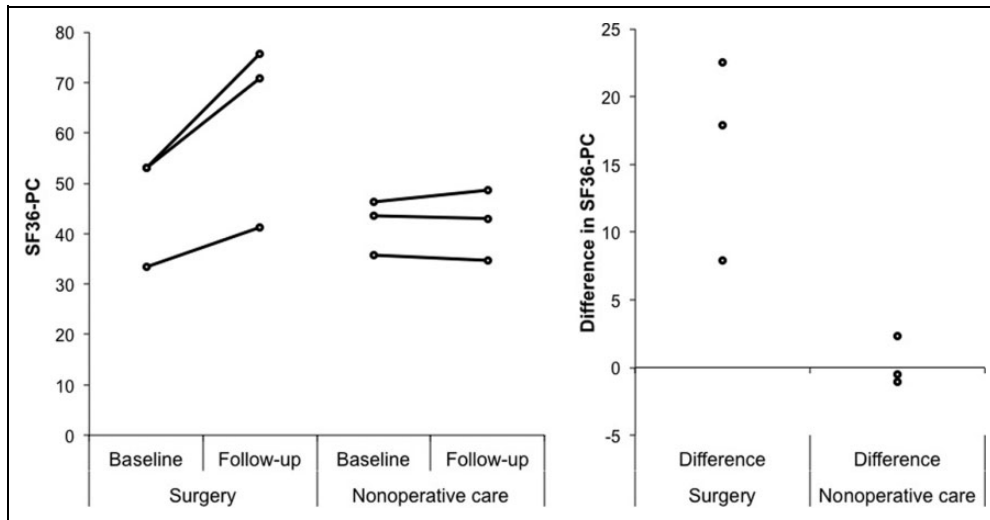 SF36-PC
80
70
60
50
40
30
20
10
0
Baseline Follow-up Baseline Follow-up
Surgery Nonoperative care
Difference in SF36-PC
25
20
15
10
5
0
-5
Difference Difference
Surgery Nonoperative care